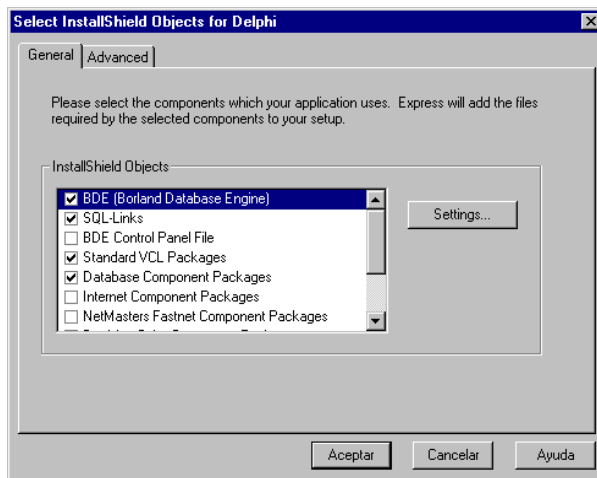 Select InstallShield Objects for Delphi
General
Advanced
Please select the components which your application uses. Express will add the files
required by the selected components to your setup.
InstallShield Objects
BDE (Borland Database Engine)
SQL-Links
BDE Control Panel File
Standard VCL Packages
Database Component Packages
Internet Component Packages
NetMasters Fastnet Component Packages
Settings...
Aceptar
Cancelar
Ayuda